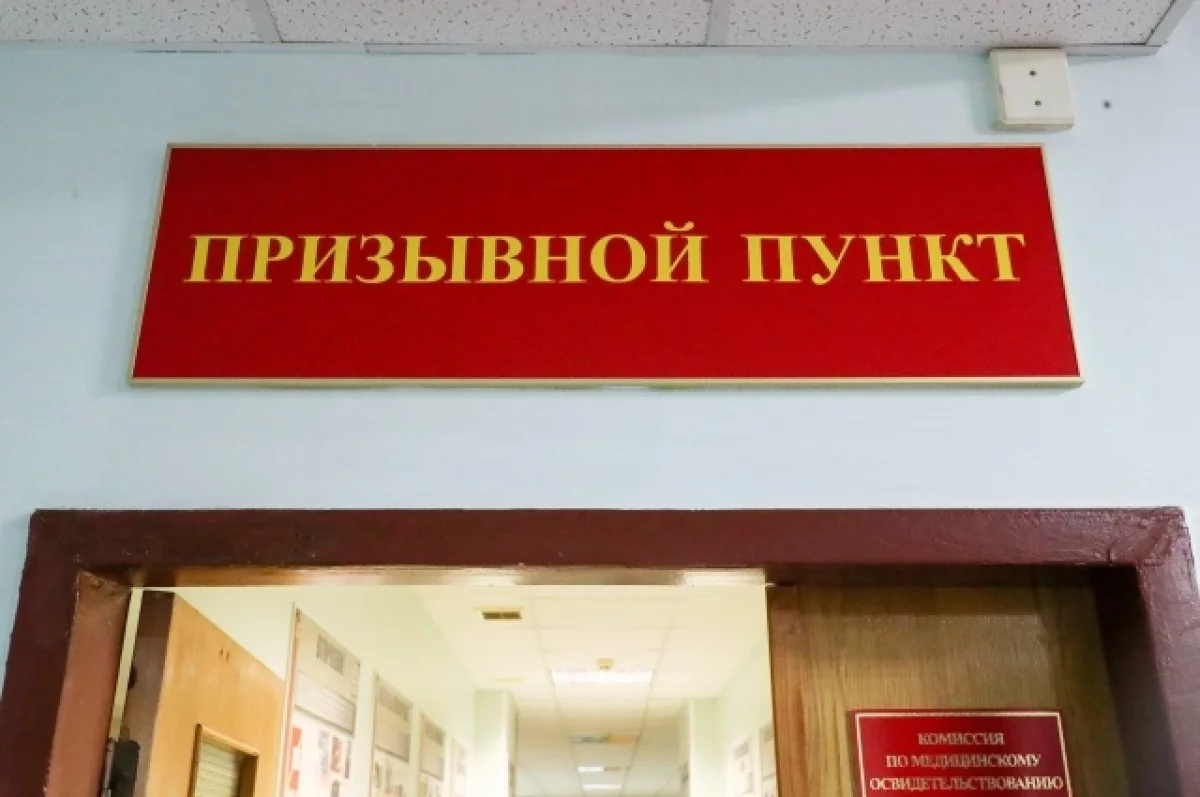 ПРИЗЫВНОЙ ПУНКТ
КОМИССИЯ
ПО МЕДИЦИНСКОМУ
ОСВИДЕТЕЛЬСТВОВАНИЮ